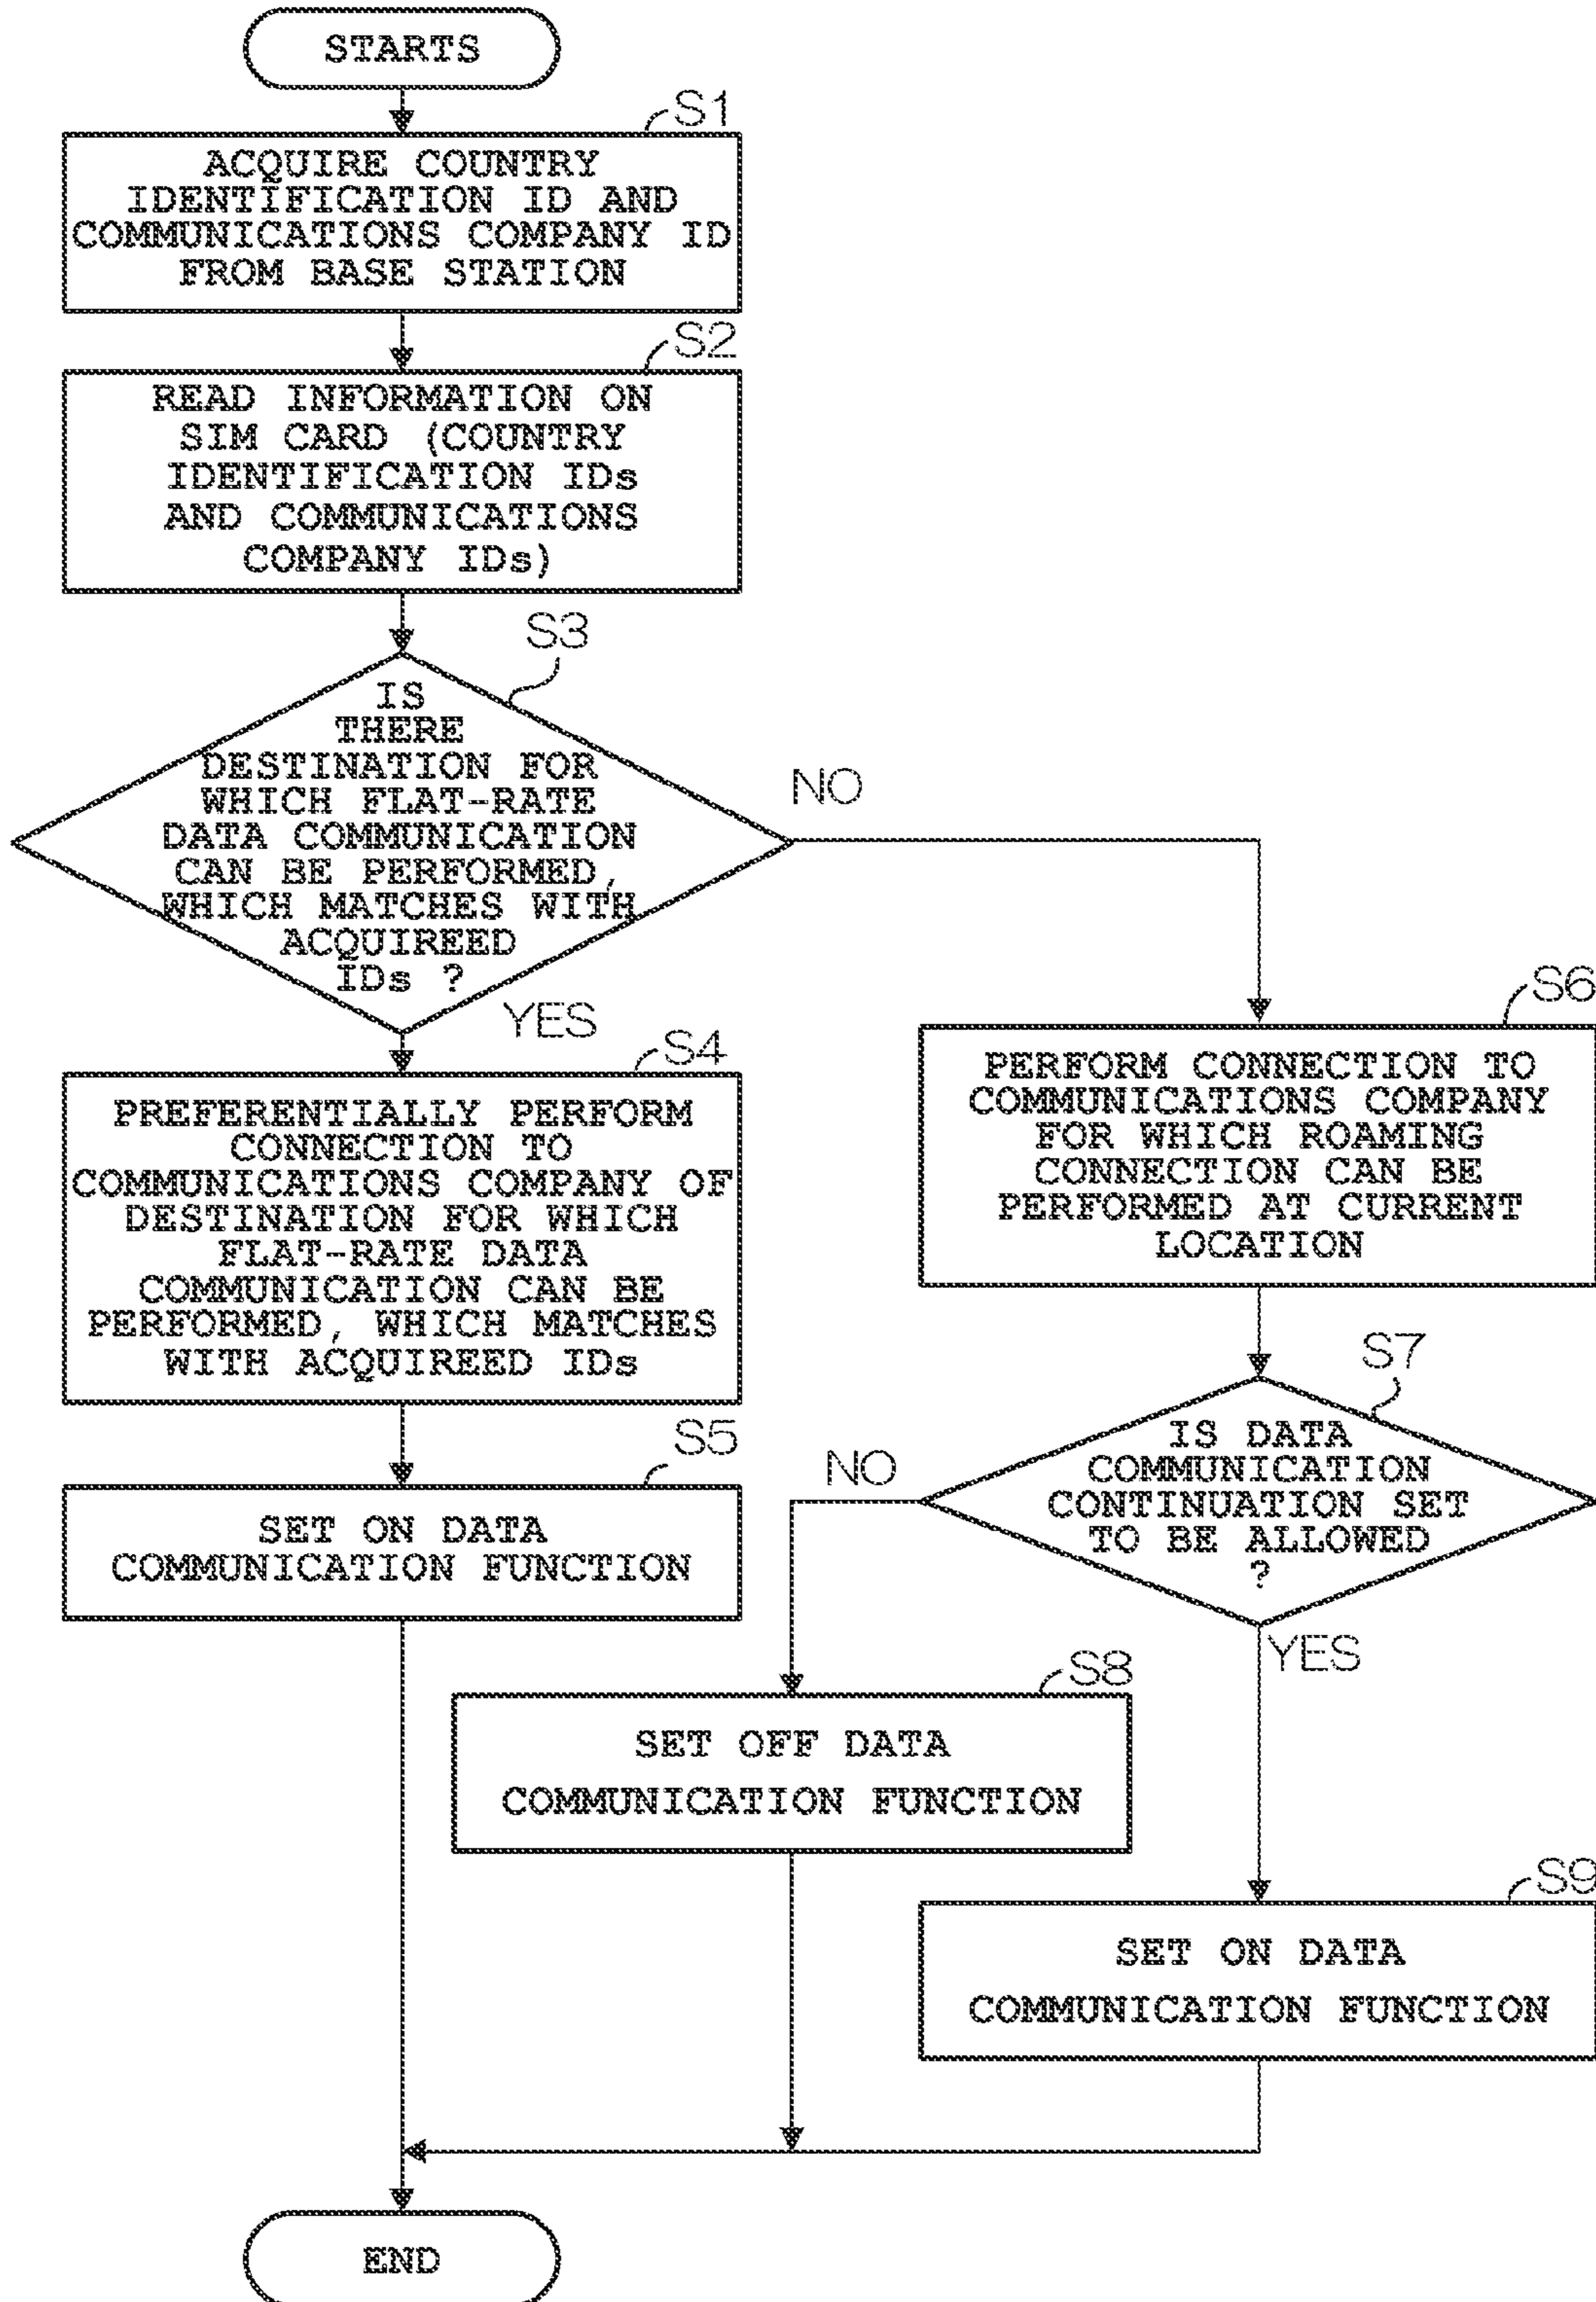 STARTS
S1
ACQUIRE COUNTRY
IDENTIFICATION ID AND
COMMUNICATIONS COMPANY ID
FROM BASE STATION
S2
READ INFORMATION ON
SIM CARD (COUNTRY
IDENTIFICATION IDs
AND COMMUNICATIONS
COMPANY IDs)
S3
IS
THERE
DESTINATION FOR
WHICH FLAT-RATE
DATA COMMUNICATION
CAN BE PERFORMED,
WHICH MATCHES WITH
ACQUIREED
IDs ?
NO
YES
S4
PREFERENTIALLY PERFORM
CONNECTION TO
COMMUNICATIONS COMPANY OF
DESTINATION FOR WHICH
FLAT-RATE DATA
COMMUNICATION CAN BE
PERFORMED, WHICH MATCHES
WITH ACQUIREED IDs
S5
SET ON DATA
COMMUNICATION FUNCTION
S6
PERFORM CONNECTION TO
COMMUNICATIONS COMPANY
FOR WHICH ROAMING
CONNECTION CAN BE
PERFORMED AT CURRENT
LOCATION
S7
IS DATA
COMMUNICATION
CONTINUATION SET
TO BE ALLOWED
?
NO
YES
S8
SET OFF DATA
COMMUNICATION FUNCTION
S9
SET ON DATA
COMMUNICATION FUNCTION
END